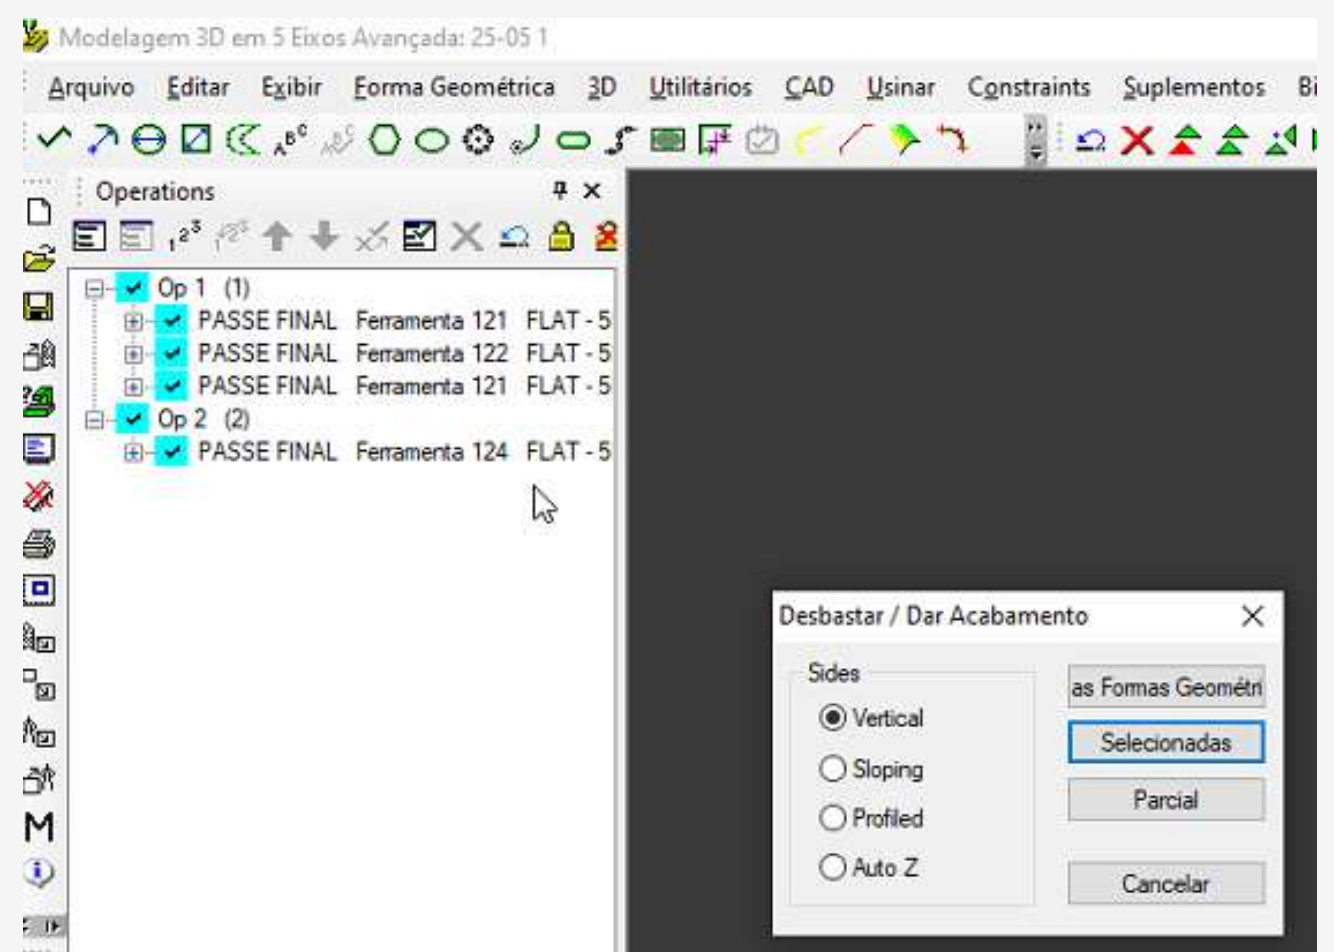 Modelagem 3D em 5 Eixos Avançada: 25-05 1
Arquivo Editar Exibir Forma Geométrica 3D Utilitários CAD Usinar Constraints Suplementos Bi
Operations
Op 1 (1)
PASSE FINAL Ferramenta 121 FLAT - 5
PASSE FINAL Ferramenta 122 FLAT - 5
PASSE FINAL Ferramenta 121 FLAT - 5
Op 2 (2)
PASSE FINAL Ferramenta 124 FLAT - 5
Desbastar / Dar Acabamento
Sides
Vertical
Sloping
Profiled
Auto Z
as Formas Geométri
Selecionadas
Parcial
Cancelar
M